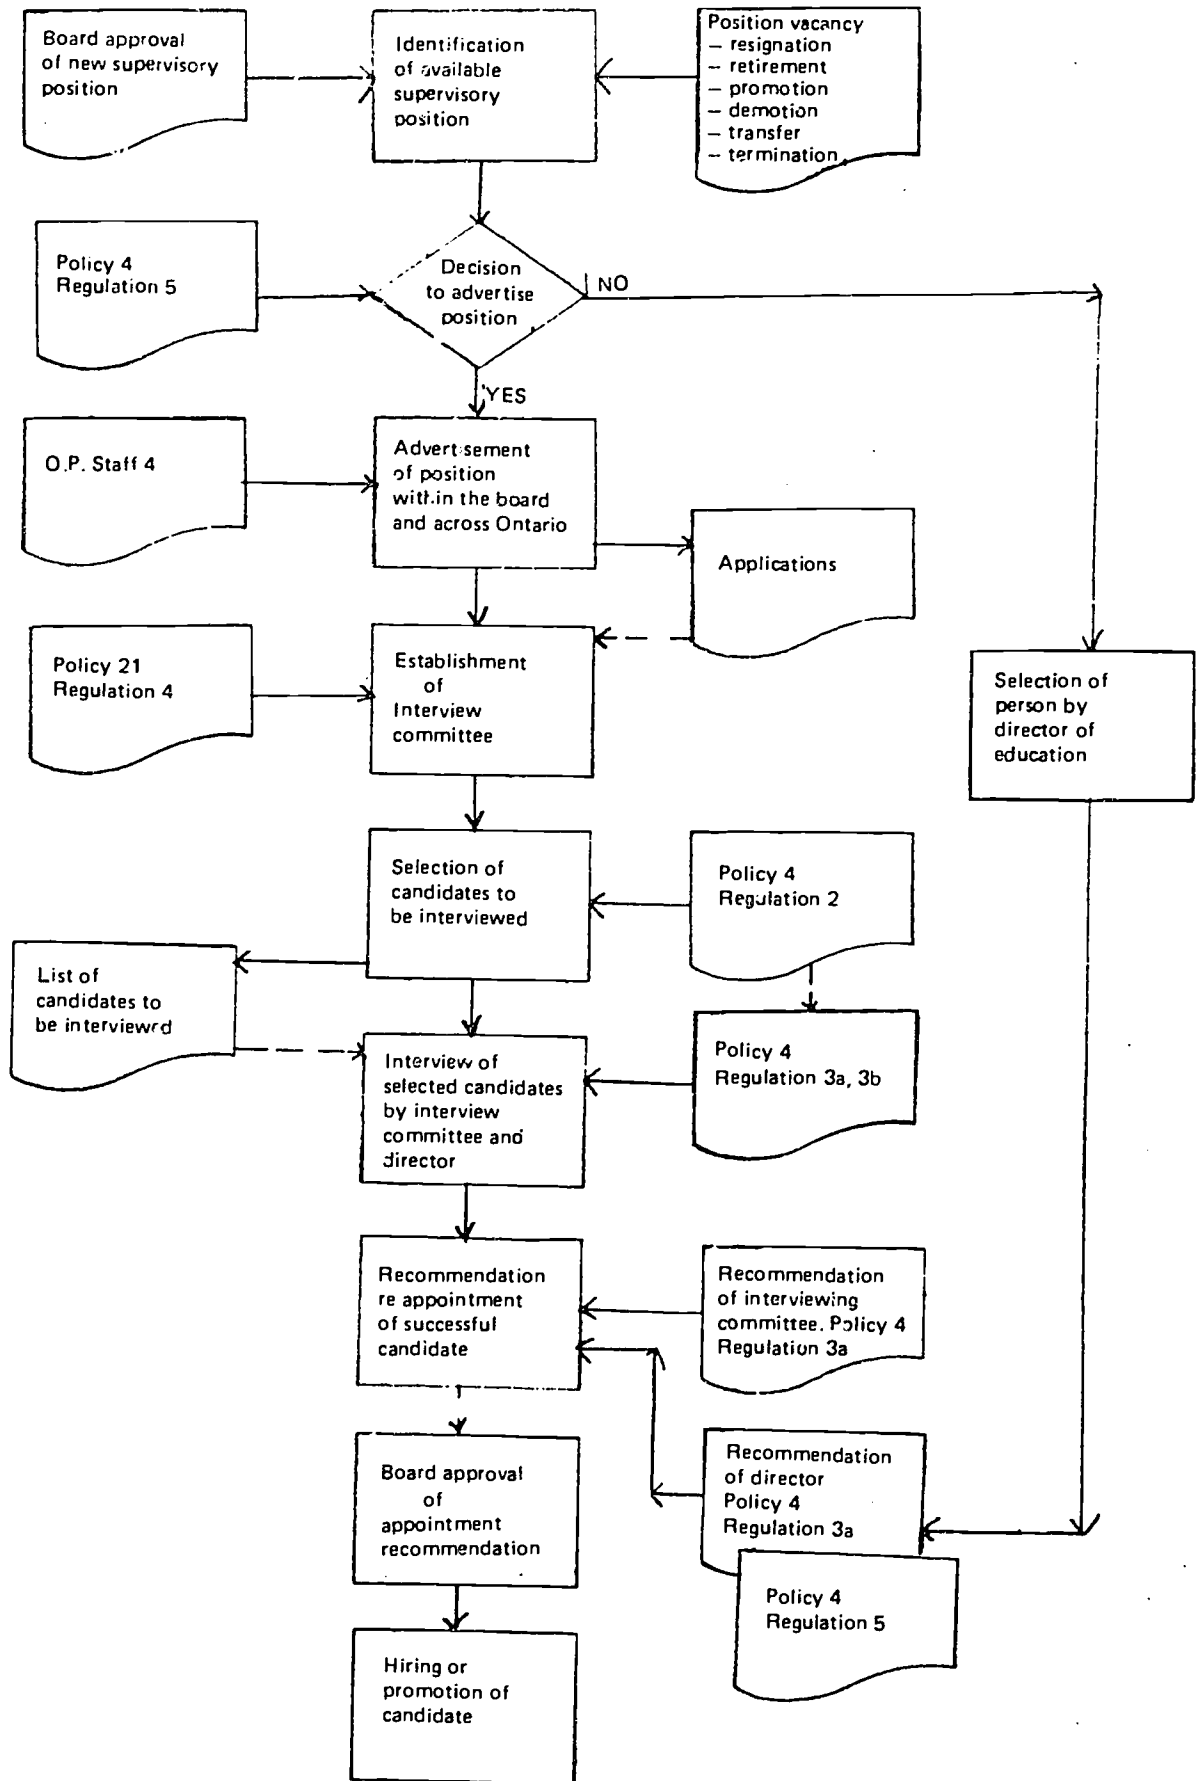 Board approval
of new supervisory
position
Identification
of available
supervisory
position
Position vacancy
– resignation
– retirement
– promotion
– demotion
– transfer
– termination
Policy 4
Regulation 5
Decision
to advertise
position
NO
YES
O.P. Staff 4
Advertisement
of position
within the board
and across Ontario
Applications
Policy 21
Regulation 4
Establishment
of
Interview
committee
Selection of
person by
director of
education
Selection of
candidates to
be interviewed
Policy 4
Regulation 2
List of
candidates to
be interviewed
Interview of
selected candidates
by interview
committee and
director
Policy 4
Regulation 3a, 3b
Recommendation
re appointment
of successful
candidate
Recommendation
of interviewing
committee. Policy 4
Regulation 3a
Board approval
of
appointment
recommendation
Recommendation
of director
Policy 4
Regulation 3a
Policy 4
Regulation 5
Hiring or
promotion of
candidate